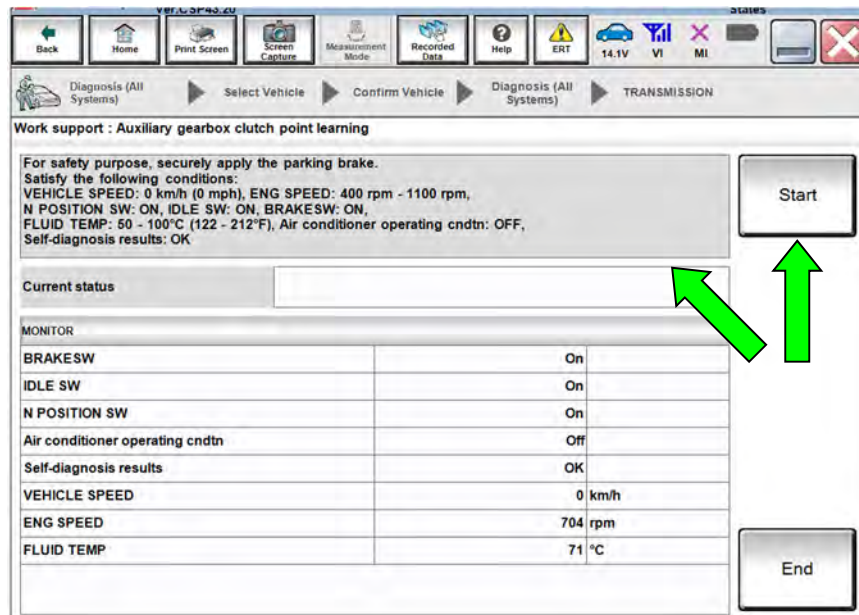 Ver.CSP43.20
States
Back
Home
Print Screen
Screen
Capture
Measurement
Mode
Recorded
Data
Help
ERT
14.1V
VI
MI
Diagnosis (All
Systems)
Select Vehicle
Confirm Vehicle
Diagnosis (All
Systems)
TRANSMISSION
Work support : Auxiliary gearbox clutch point learning
For safety purpose, securely apply the parking brake.
Satisfy the following conditions:
VEHICLE SPEED: 0 km/h (0 mph), ENG SPEED: 400 rpm - 1100 rpm,
N POSITION SW: ON, IDLE SW: ON, BRAKESW: ON,
FLUID TEMP: 50 - 100°C (122 - 212°F), Air conditioner operating cndtn: OFF,
Self-diagnosis results: OK
Start
Current status
MONITOR
BRAKESW On
IDLE SW On
N POSITION SW On
Air conditioner operating cndtn Off
Self-diagnosis results OK
VEHICLE SPEED 0 km/h
ENG SPEED 704 rpm
FLUID TEMP 71 °C
End